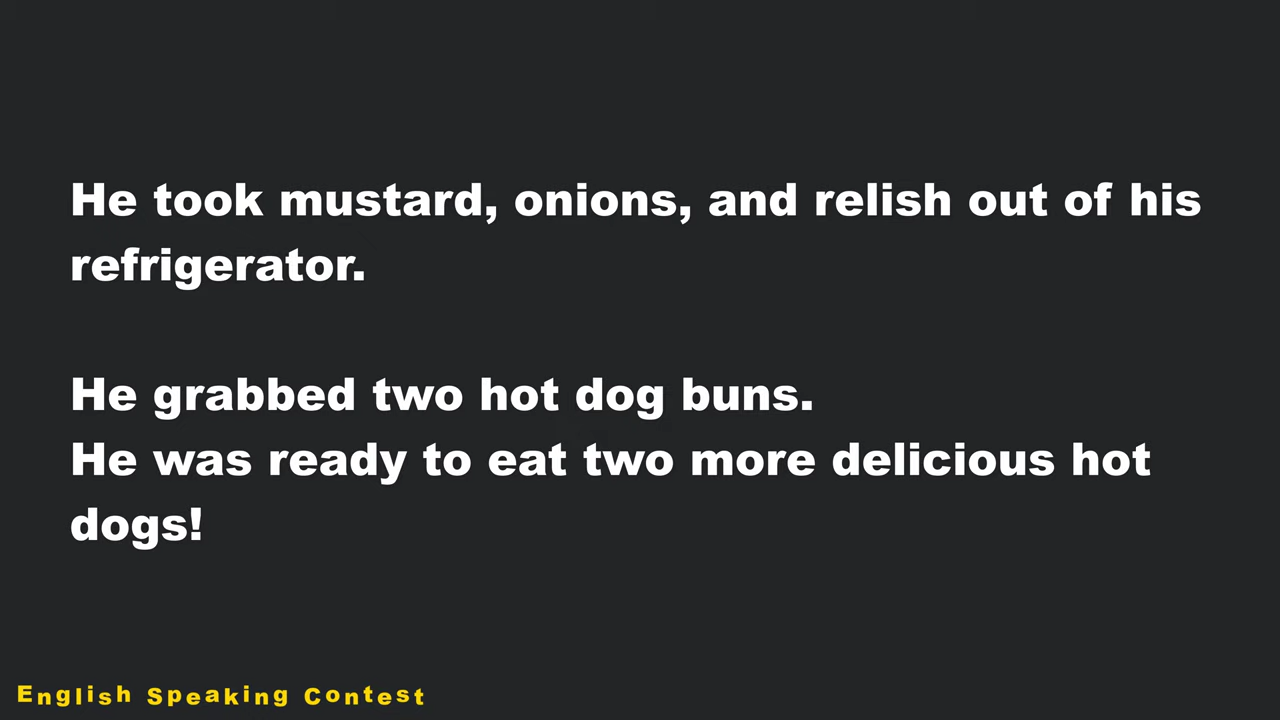 He took mustard, onions, and relish out of his
refrigerator.
He grabbed two hot dog buns.
He was ready to eat two more delicious hot
dogs!
English Speaking Contest